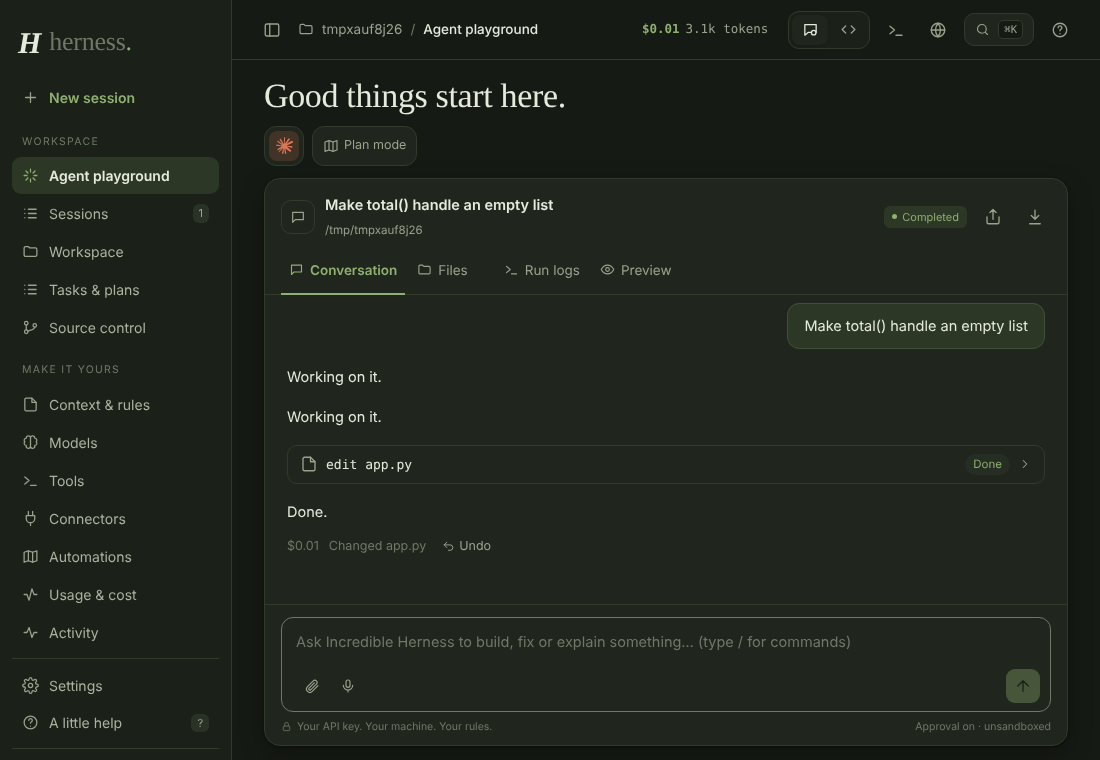 H herness.
New session
WORKSPACE
Agent playground
Sessions 1
Workspace
Tasks & plans
Source control
MAKE IT YOURS
Context & rules
Models
Tools
Connectors
Automations
Usage & cost
Activity
Settings
A little help ?
tmpxauf8j26 / Agent playground
$0.01 3.1k tokens
⌘K
Good things start here.
Plan mode
Make total() handle an empty list
/tmp/tmpxauf8j26
Completed
Conversation Files Run logs Preview
Make total() handle an empty list
Working on it.
Working on it.
edit app.py Done
Done.
$0.01 Changed app.py Undo
Ask Incredible Herness to build, fix or explain something... (type / for commands)
Your API key. Your machine. Your rules. Approval on · unsandboxed